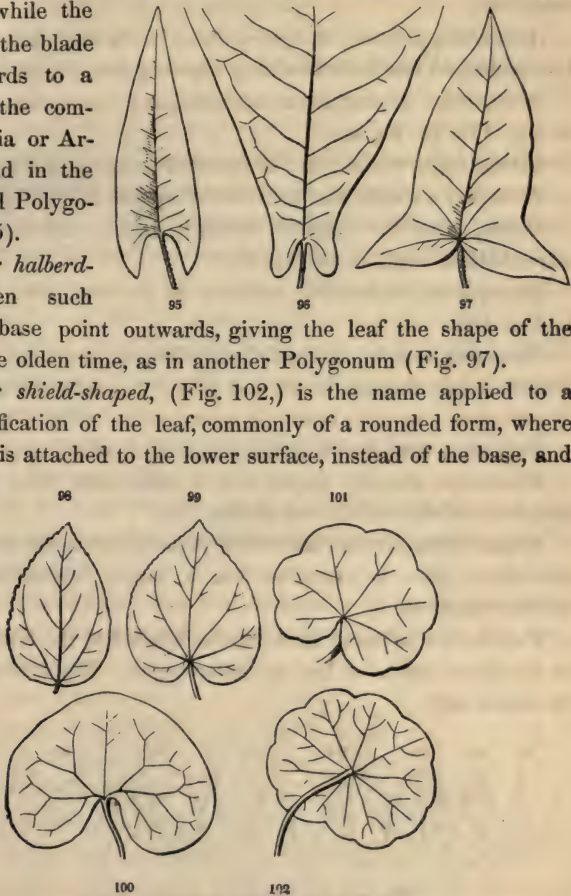 while the
the blade
rds to a
the com-
ia or Ar-
d in the
l Polygo-
5).
halberd-
en such
95 96 97
base point outwards, giving the leaf the shape of the
e olden time, as in another Polygonum (Fig. 97).
r shield-shaped, (Fig. 102,) is the name applied to a
fication of the leaf, commonly of a rounded form, where
is attached to the lower surface, instead of the base, and
98 99 101
100 102